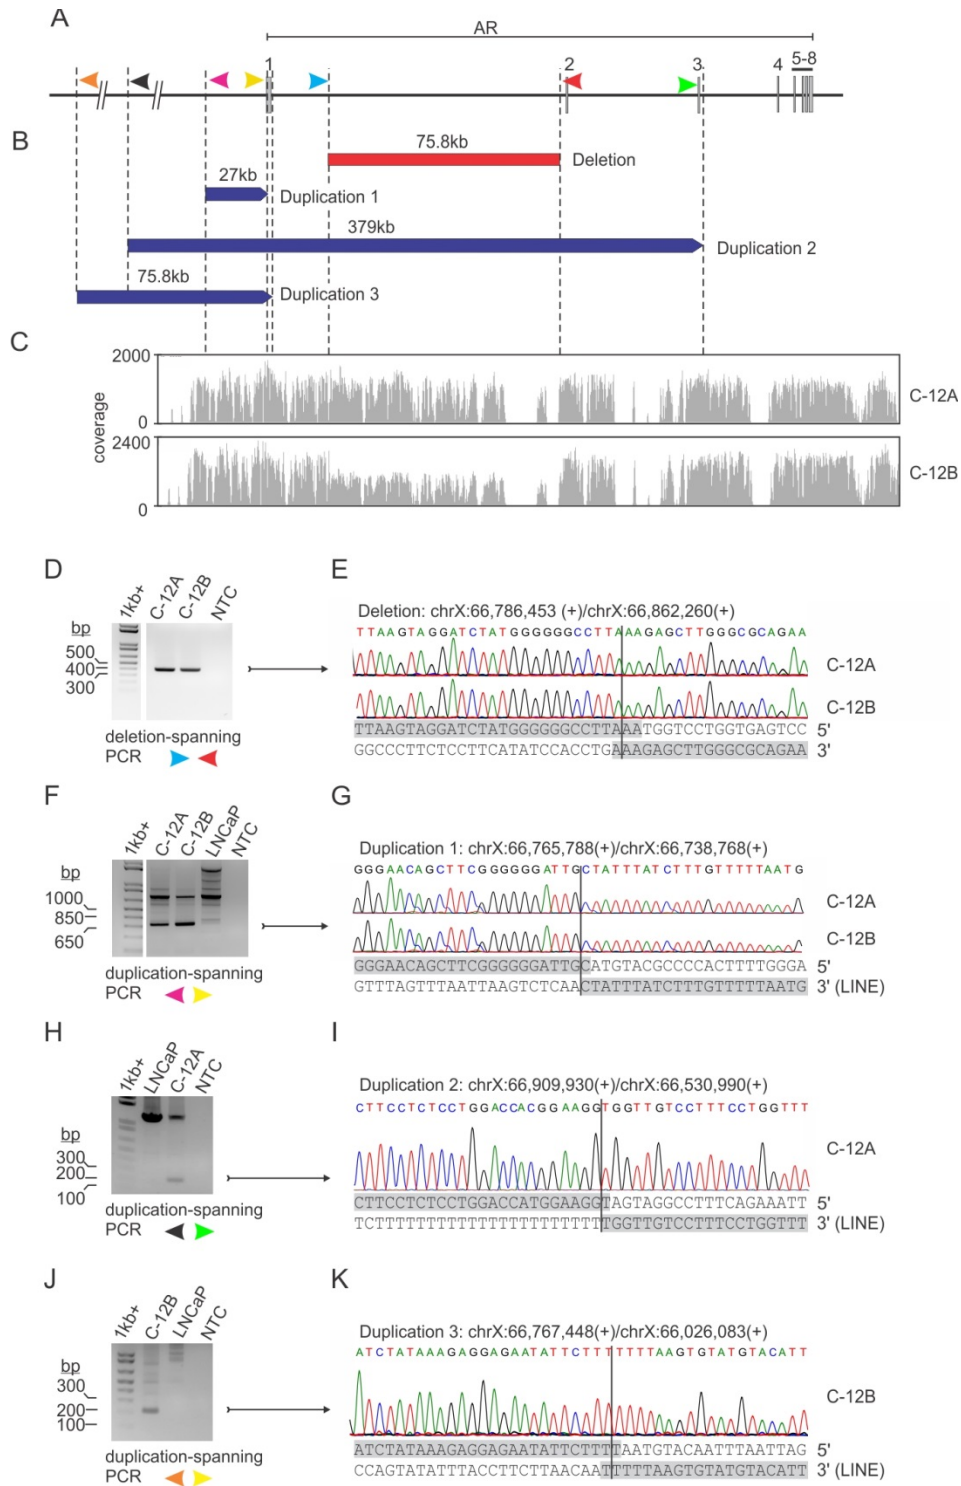 A
AR
1
2
3
4
5-8
B
75.8kb
Deletion
27kb
Duplication 1
379kb
Duplication 2
75.8kb
Duplication 3
C
2000
0
coverage
C-12A
2400
0
C-12B
D
1kb+
C-12A
C-12B
NTC
bp
500
400
300
deletion-spanning
PCR
E
Deletion: chrX:66,786,453 (+)/chrX:66,862,260(+)
TTAAGTAGGATCTATGGGGGGCCTTAAAGAGCTTGGGCGCAGAA
C-12A
C-12B
TTAAGTAGGATCTATGGGGGGCCTTAAATGGTCCTGGTGAGTCC 5'
GGCCCTTCTCCTTCATATCCACCTGAAAGAGCTTGGGCGCAGAA 3'
F
1kb+
C-12A
C-12B
LNCaP
NTC
1000
850
650
duplication-spanning
PCR
G
Duplication 1: chrX:66,765,788(+)/chrX:66,738,768(+)
GGGAACAGCTTCGGGGGGATTGCTATTTATCTTTGTTTTTAATG
C-12A
C-12B
GGGAACAGCTTCGGGGGGATTGCATGTACGCCCCACTTTTGGGA 5'
GTTTAGTTTAATTAAGTCTCAACTATTTATCTTTGTTTTTAATG 3' (LINE)
H
1kb+
LNCaP
C-12A
NTC
bp
300
200
100
duplication-spanning
PCR
I
Duplication 2: chrX:66,909,930(+)/chrX:66,530,990(+)
CTTCCTCTCCTGGACCACGGAAGGTGGTTGTCCTTTCCTGGTTT
C-12A
CTTCCTCTCCTGGACCATGGAAGGTAGTAGGCCTTTCAGAAATT 5'
TCTTTTTTTTTTTTTTTTTTTTTTTTGGTTGTCCTTTCCTGGTTT 3' (LINE)
J
1kb+
C-12B
LNCaP
NTC
bp
300
200
100
duplication-spanning
PCR
K
Duplication 3: chrX:66,767,448(+)/chrX:66,026,083(+)
ATCTATAAAGAGGAGAATATTCTTTTTTTTAAGTGTATGTACATT
C-12B
ATCTATAAAGAGGAGAATATTCTTTTAATGTACAATTTAATTAG 5'
CCAGTATATTTACCTTCTTAACAATTTTTTAAGTGTATGTACATT 3' (LINE)